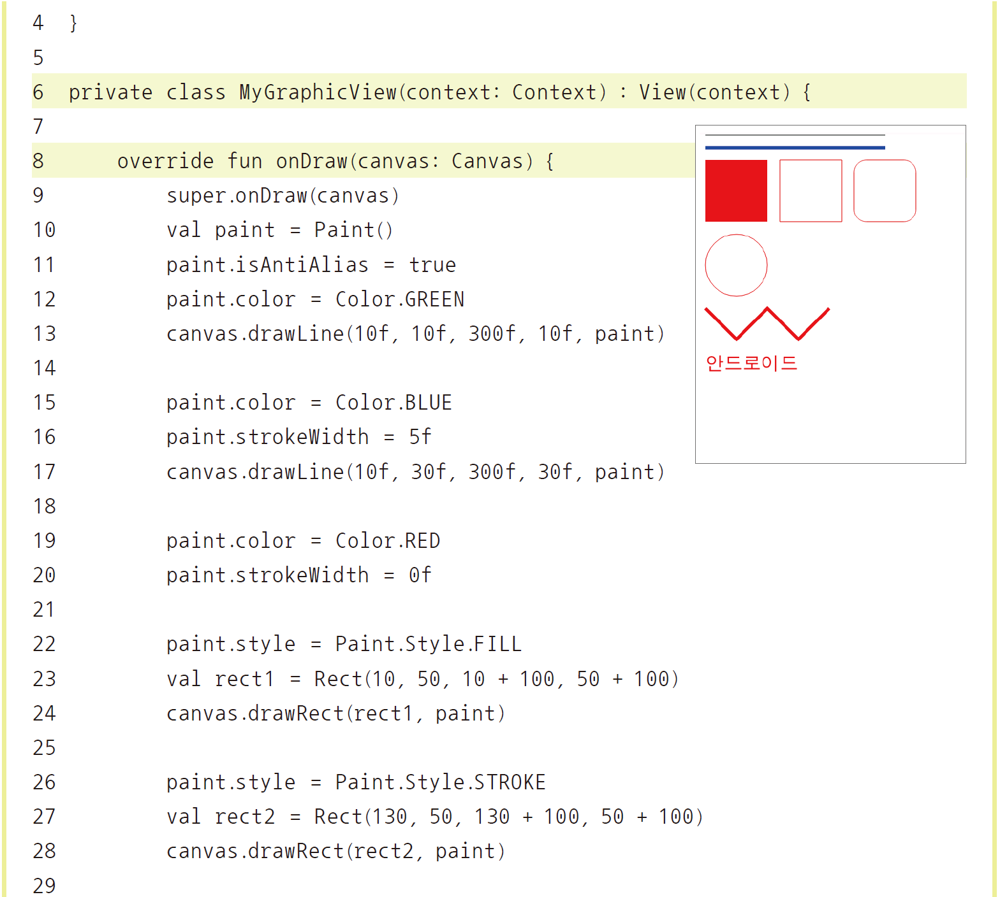 4 }
5
6 private class MyGraphicView(context: Context) : View(context) {
7
8 override fun onDraw(canvas: Canvas) {
9 super.onDraw(canvas)
10 val paint = Paint()
11 paint.isAntiAlias = true
12 paint.color = Color.GREEN
13 canvas.drawLine(10f, 10f, 300f, 10f, paint)
14
15 paint.color = Color.BLUE
16 paint.strokeWidth = 5f
17 canvas.drawLine(10f, 30f, 300f, 30f, paint)
18
19 paint.color = Color.RED
20 paint.strokeWidth = 0f
21
22 paint.style = Paint.Style.FILL
23 val rect1 = Rect(10, 50, 10 + 100, 50 + 100)
24 canvas.drawRect(rect1, paint)
25
26 paint.style = Paint.Style.STROKE
27 val rect2 = Rect(130, 50, 130 + 100, 50 + 100)
28 canvas.drawRect(rect2, paint)
29
안드로이드